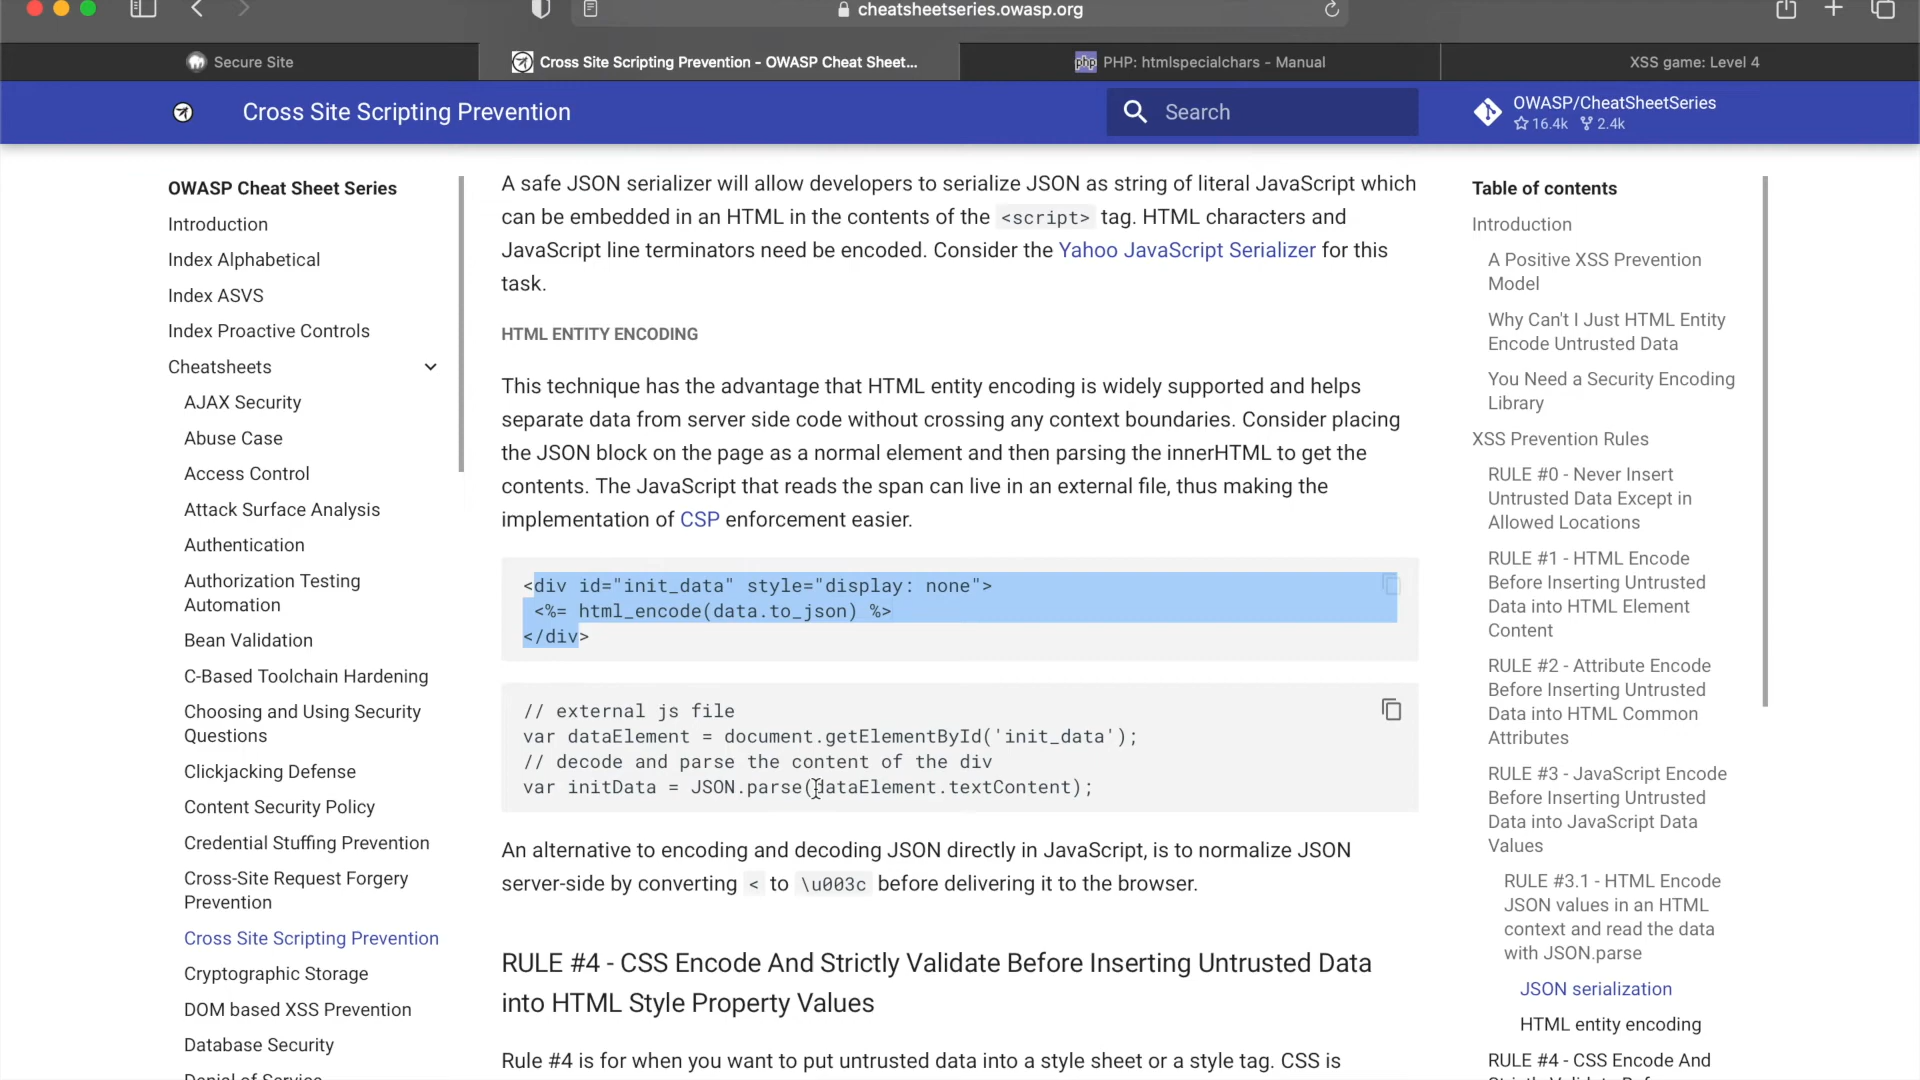 cheatsheetseries.owasp.org
Secure Site
Cross Site Scripting Prevention - OWASP Cheat Sheet...
php PHP: htmlspecialchars - Manual
XSS game: Level 4
Cross Site Scripting Prevention
Search
OWASP/CheatSheetSeries
16.4k 2.4k
OWASP Cheat Sheet Series
Introduction
Index Alphabetical
Index ASVS
Index Proactive Controls
Cheatsheets
AJAX Security
Abuse Case
Access Control
Attack Surface Analysis
Authentication
Authorization Testing
Automation
Bean Validation
C-Based Toolchain Hardening
Choosing and Using Security
Questions
Clickjacking Defense
Content Security Policy
Credential Stuffing Prevention
Cross-Site Request Forgery
Prevention
Cross Site Scripting Prevention
Cryptographic Storage
DOM based XSS Prevention
Database Security
Denial of Service
A safe JSON serializer will allow developers to serialize JSON as string of literal JavaScript which
can be embedded in an HTML in the contents of the <script> tag. HTML characters and
JavaScript line terminators need be encoded. Consider the Yahoo JavaScript Serializer for this
task.
HTML ENTITY ENCODING
This technique has the advantage that HTML entity encoding is widely supported and helps
separate data from server side code without crossing any context boundaries. Consider placing
the JSON block on the page as a normal element and then parsing the innerHTML to get the
contents. The JavaScript that reads the span can live in an external file, thus making the
implementation of CSP enforcement easier.
<div id="init_data" style="display: none">
<%= html_encode(data.to_json) %>
</div>
// external js file
var dataElement = document.getElementById('init_data');
// decode and parse the content of the div
var initData = JSON.parse(dataElement.textContent);
An alternative to encoding and decoding JSON directly in JavaScript, is to normalize JSON
server-side by converting < to \u003c before delivering it to the browser.
RULE #4 - CSS Encode And Strictly Validate Before Inserting Untrusted Data
into HTML Style Property Values
Rule #4 is for when you want to put untrusted data into a style sheet or a style tag. CSS is
Table of contents
Introduction
A Positive XSS Prevention
Model
Why Can't I Just HTML Entity
Encode Untrusted Data
You Need a Security Encoding
Library
XSS Prevention Rules
RULE #0 - Never Insert
Untrusted Data Except in
Allowed Locations
RULE #1 - HTML Encode
Before Inserting Untrusted
Data into HTML Element
Content
RULE #2 - Attribute Encode
Before Inserting Untrusted
Data into HTML Common
Attributes
RULE #3 - JavaScript Encode
Before Inserting Untrusted
Data into JavaScript Data
Values
RULE #3.1 - HTML Encode
JSON values in an HTML
context and read the data
with JSON.parse
JSON serialization
HTML entity encoding
RULE #4 - CSS Encode And